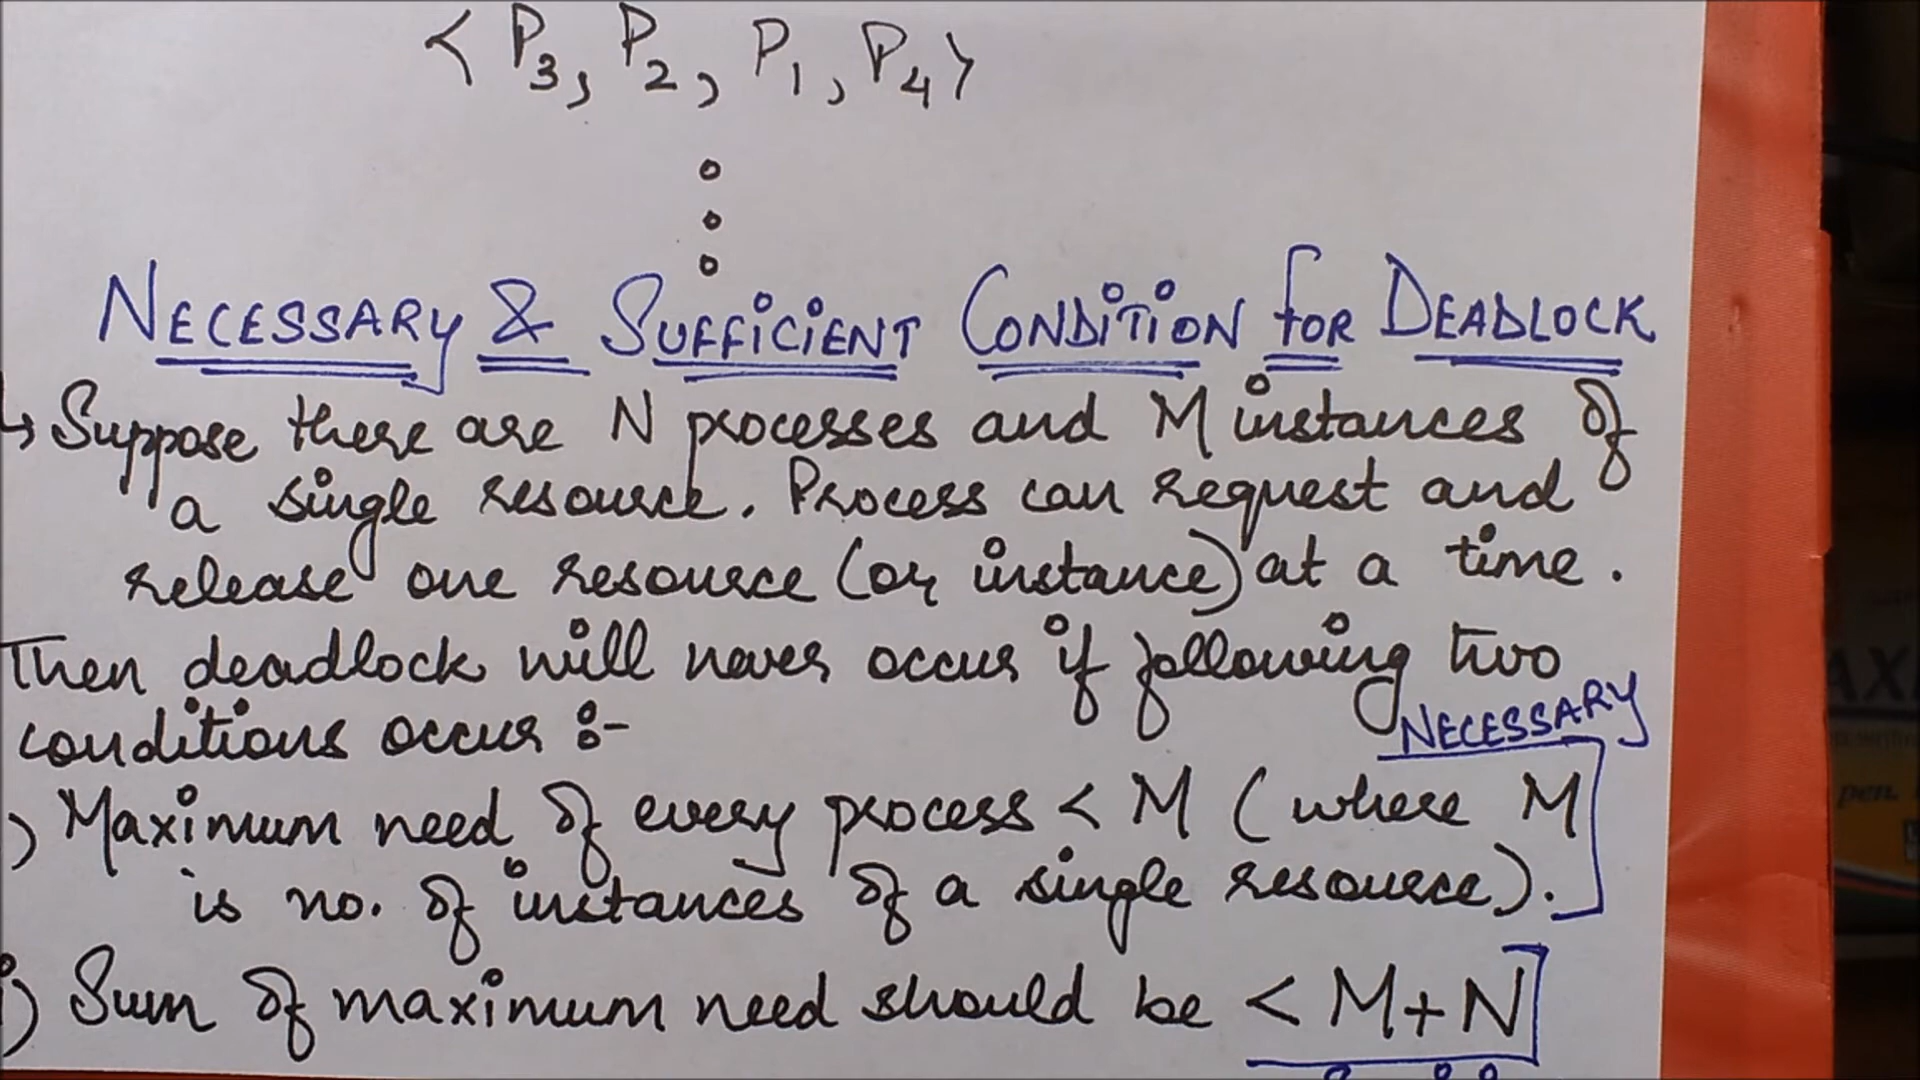 < P3, P2, P1, P4 >
NECESSARY & SUFFICIENT CONDITION for DEADLOCK
↳ Suppose there are N processes and M instances of
a single resource. Process can request and
release one resource (or instance) at a time.
Then deadlock will never occur if following two
conditions occur :-
NECESSARY
) Maximum need of every process < M ( where M
is no. of instances of a single resource).
i) Sum of maximum need should be < M+N
AX
pen.